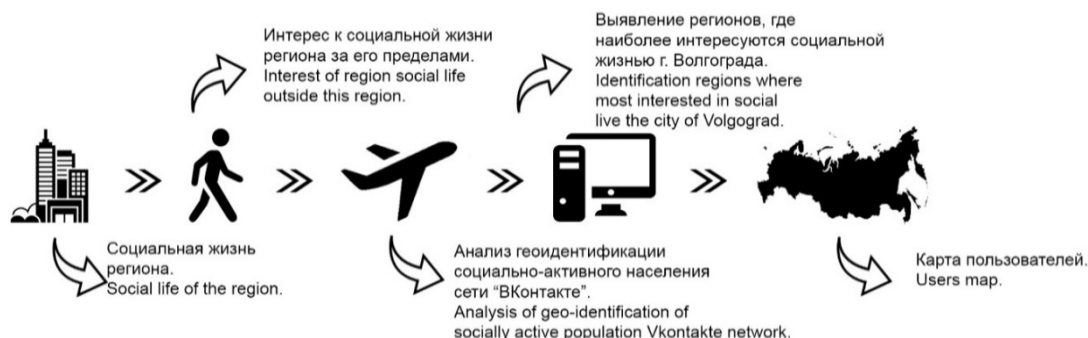 Интерес к социальной жизни
региона за его пределами.
Interest of region social life
outside this region.
Выявление регионов, где
наиболее интересуются социальной
жизнью г. Волгограда.
Identification regions where
most interested in social
live the city of Volgograd.
Социальная жизнь
региона.
Social life of the region.
Анализ геоидентификации
социально-активного населения
сети “ВКонтакте”.
Analysis of geo-identification of
socially active population Vkontakte network.
Карта пользователей.
Users map.